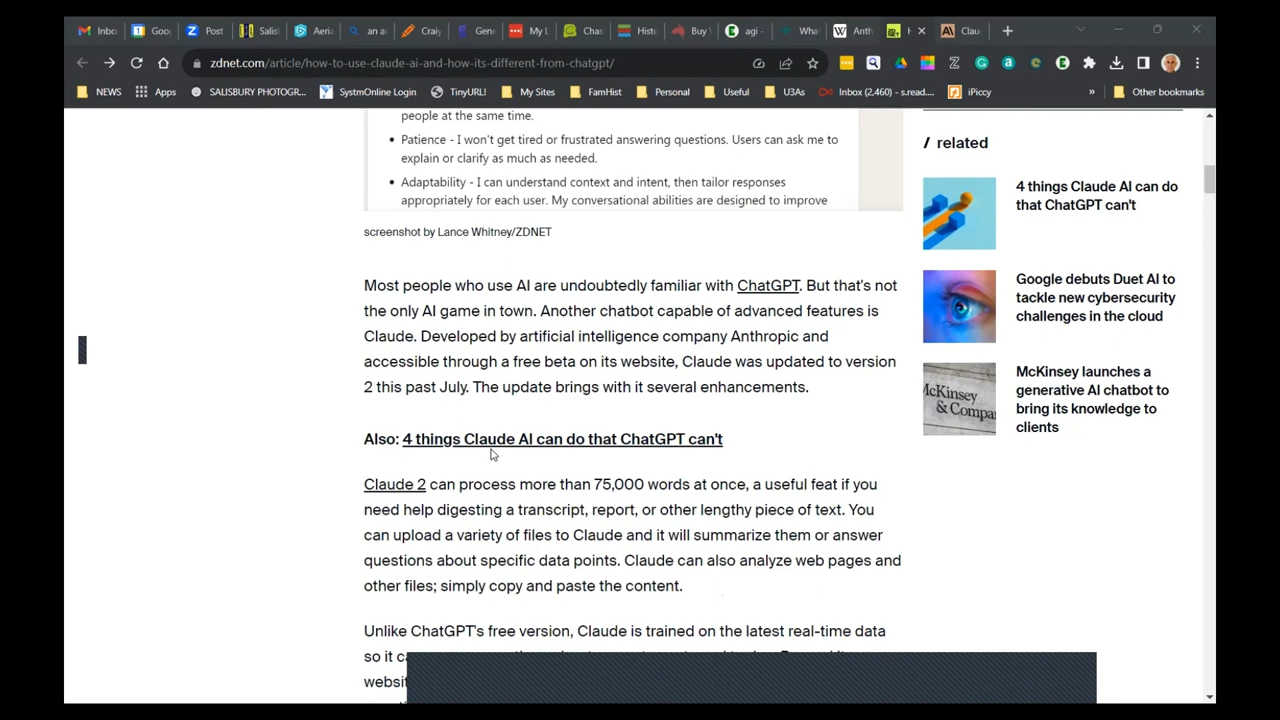 Inbo
Goo
Post
Salis
Aeria
an a
Craig
Gene
My L
Chas
Histo
Buy
agi -
Wha
Anth
H
Clau
zdnet.com/article/how-to-use-claude-ai-and-how-its-different-from-chatgpt/
NEWS
Apps
SALISBURY PHOTOGR...
SystmOnline Login
TinyURL!
My Sites
FamHist
Personal
Useful
U3As
Inbox (2,460) - s.read....
iPiccy
»
Other bookmarks
people at the same time.
• Patience - I won't get tired or frustrated answering questions. Users can ask me to
explain or clarify as much as needed.
• Adaptability - I can understand context and intent, then tailor responses
appropriately for each user. My conversational abilities are designed to improve
screenshot by Lance Whitney/ZDNET
Most people who use AI are undoubtedly familiar with ChatGPT. But that's not
the only AI game in town. Another chatbot capable of advanced features is
Claude. Developed by artificial intelligence company Anthropic and
accessible through a free beta on its website, Claude was updated to version
2 this past July. The update brings with it several enhancements.
Also: 4 things Claude AI can do that ChatGPT can't
Claude 2 can process more than 75,000 words at once, a useful feat if you
need help digesting a transcript, report, or other lengthy piece of text. You
can upload a variety of files to Claude and it will summarize them or answer
questions about specific data points. Claude can also analyze web pages and
other files; simply copy and paste the content.
Unlike ChatGPT's free version, Claude is trained on the latest real-time data
so it
websit
/ related
4 things Claude AI can do
that ChatGPT can't
Google debuts Duet AI to
tackle new cybersecurity
challenges in the cloud
McKinsey launches a
generative AI chatbot to
bring its knowledge to
clients
McKinsey
& Compa